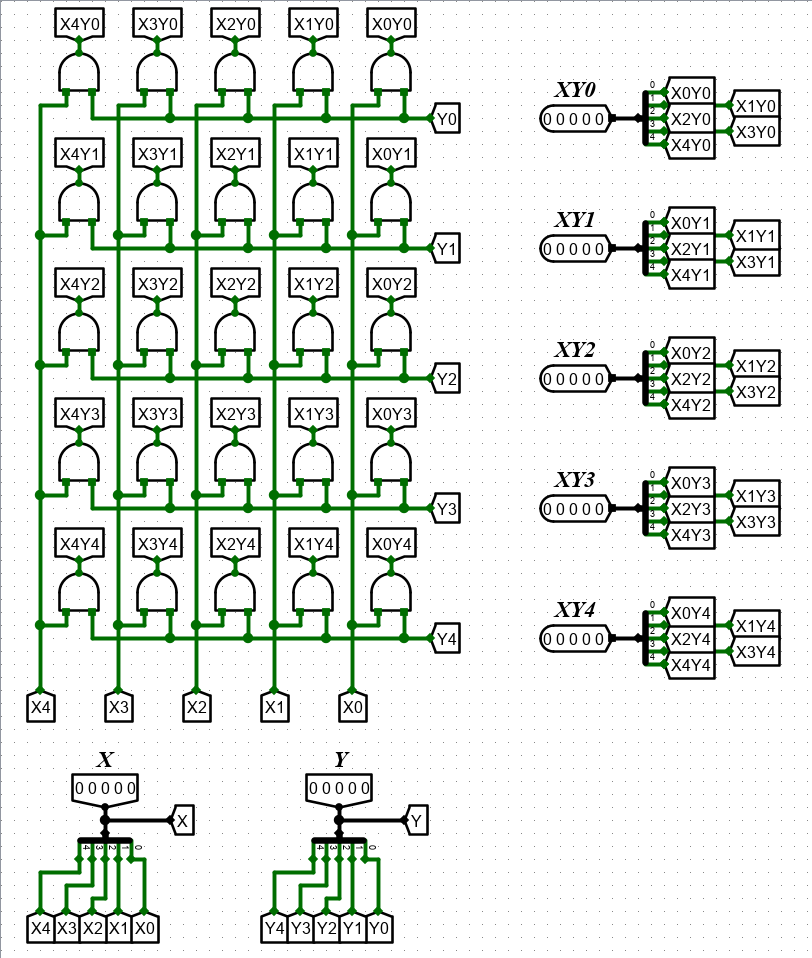 X4Y0 X3Y0 X2Y0 X1Y0 X0Y0
Y0
X4Y1 X3Y1 X2Y1 X1Y1 X0Y1
Y1
X4Y2 X3Y2 X2Y2 X1Y2 X0Y2
Y2
X4Y3 X3Y3 X2Y3 X1Y3 X0Y3
Y3
X4Y4 X3Y4 X2Y4 X1Y4 X0Y4
Y4
X4 X3 X2 X1 X0
XY0
0 X0Y0
1 X1Y0
0 0 0 0 0 2 X2Y0
3 X3Y0
4 X4Y0
XY1
0 X0Y1
1 X1Y1
0 0 0 0 0 2 X2Y1
3 X3Y1
4 X4Y1
XY2
0 X0Y2
1 X1Y2
0 0 0 0 0 2 X2Y2
3 X3Y2
4 X4Y2
XY3
0 X0Y3
1 X1Y3
0 0 0 0 0 2 X2Y3
3 X3Y3
4 X4Y3
XY4
0 X0Y4
1 X1Y4
0 0 0 0 0 2 X2Y4
3 X3Y4
4 X4Y4
X
0 0 0 0 0
X
4 3 2 1 0
X4 X3 X2 X1 X0
Y
0 0 0 0 0
Y
4 3 2 1 0
Y4 Y3 Y2 Y1 Y0